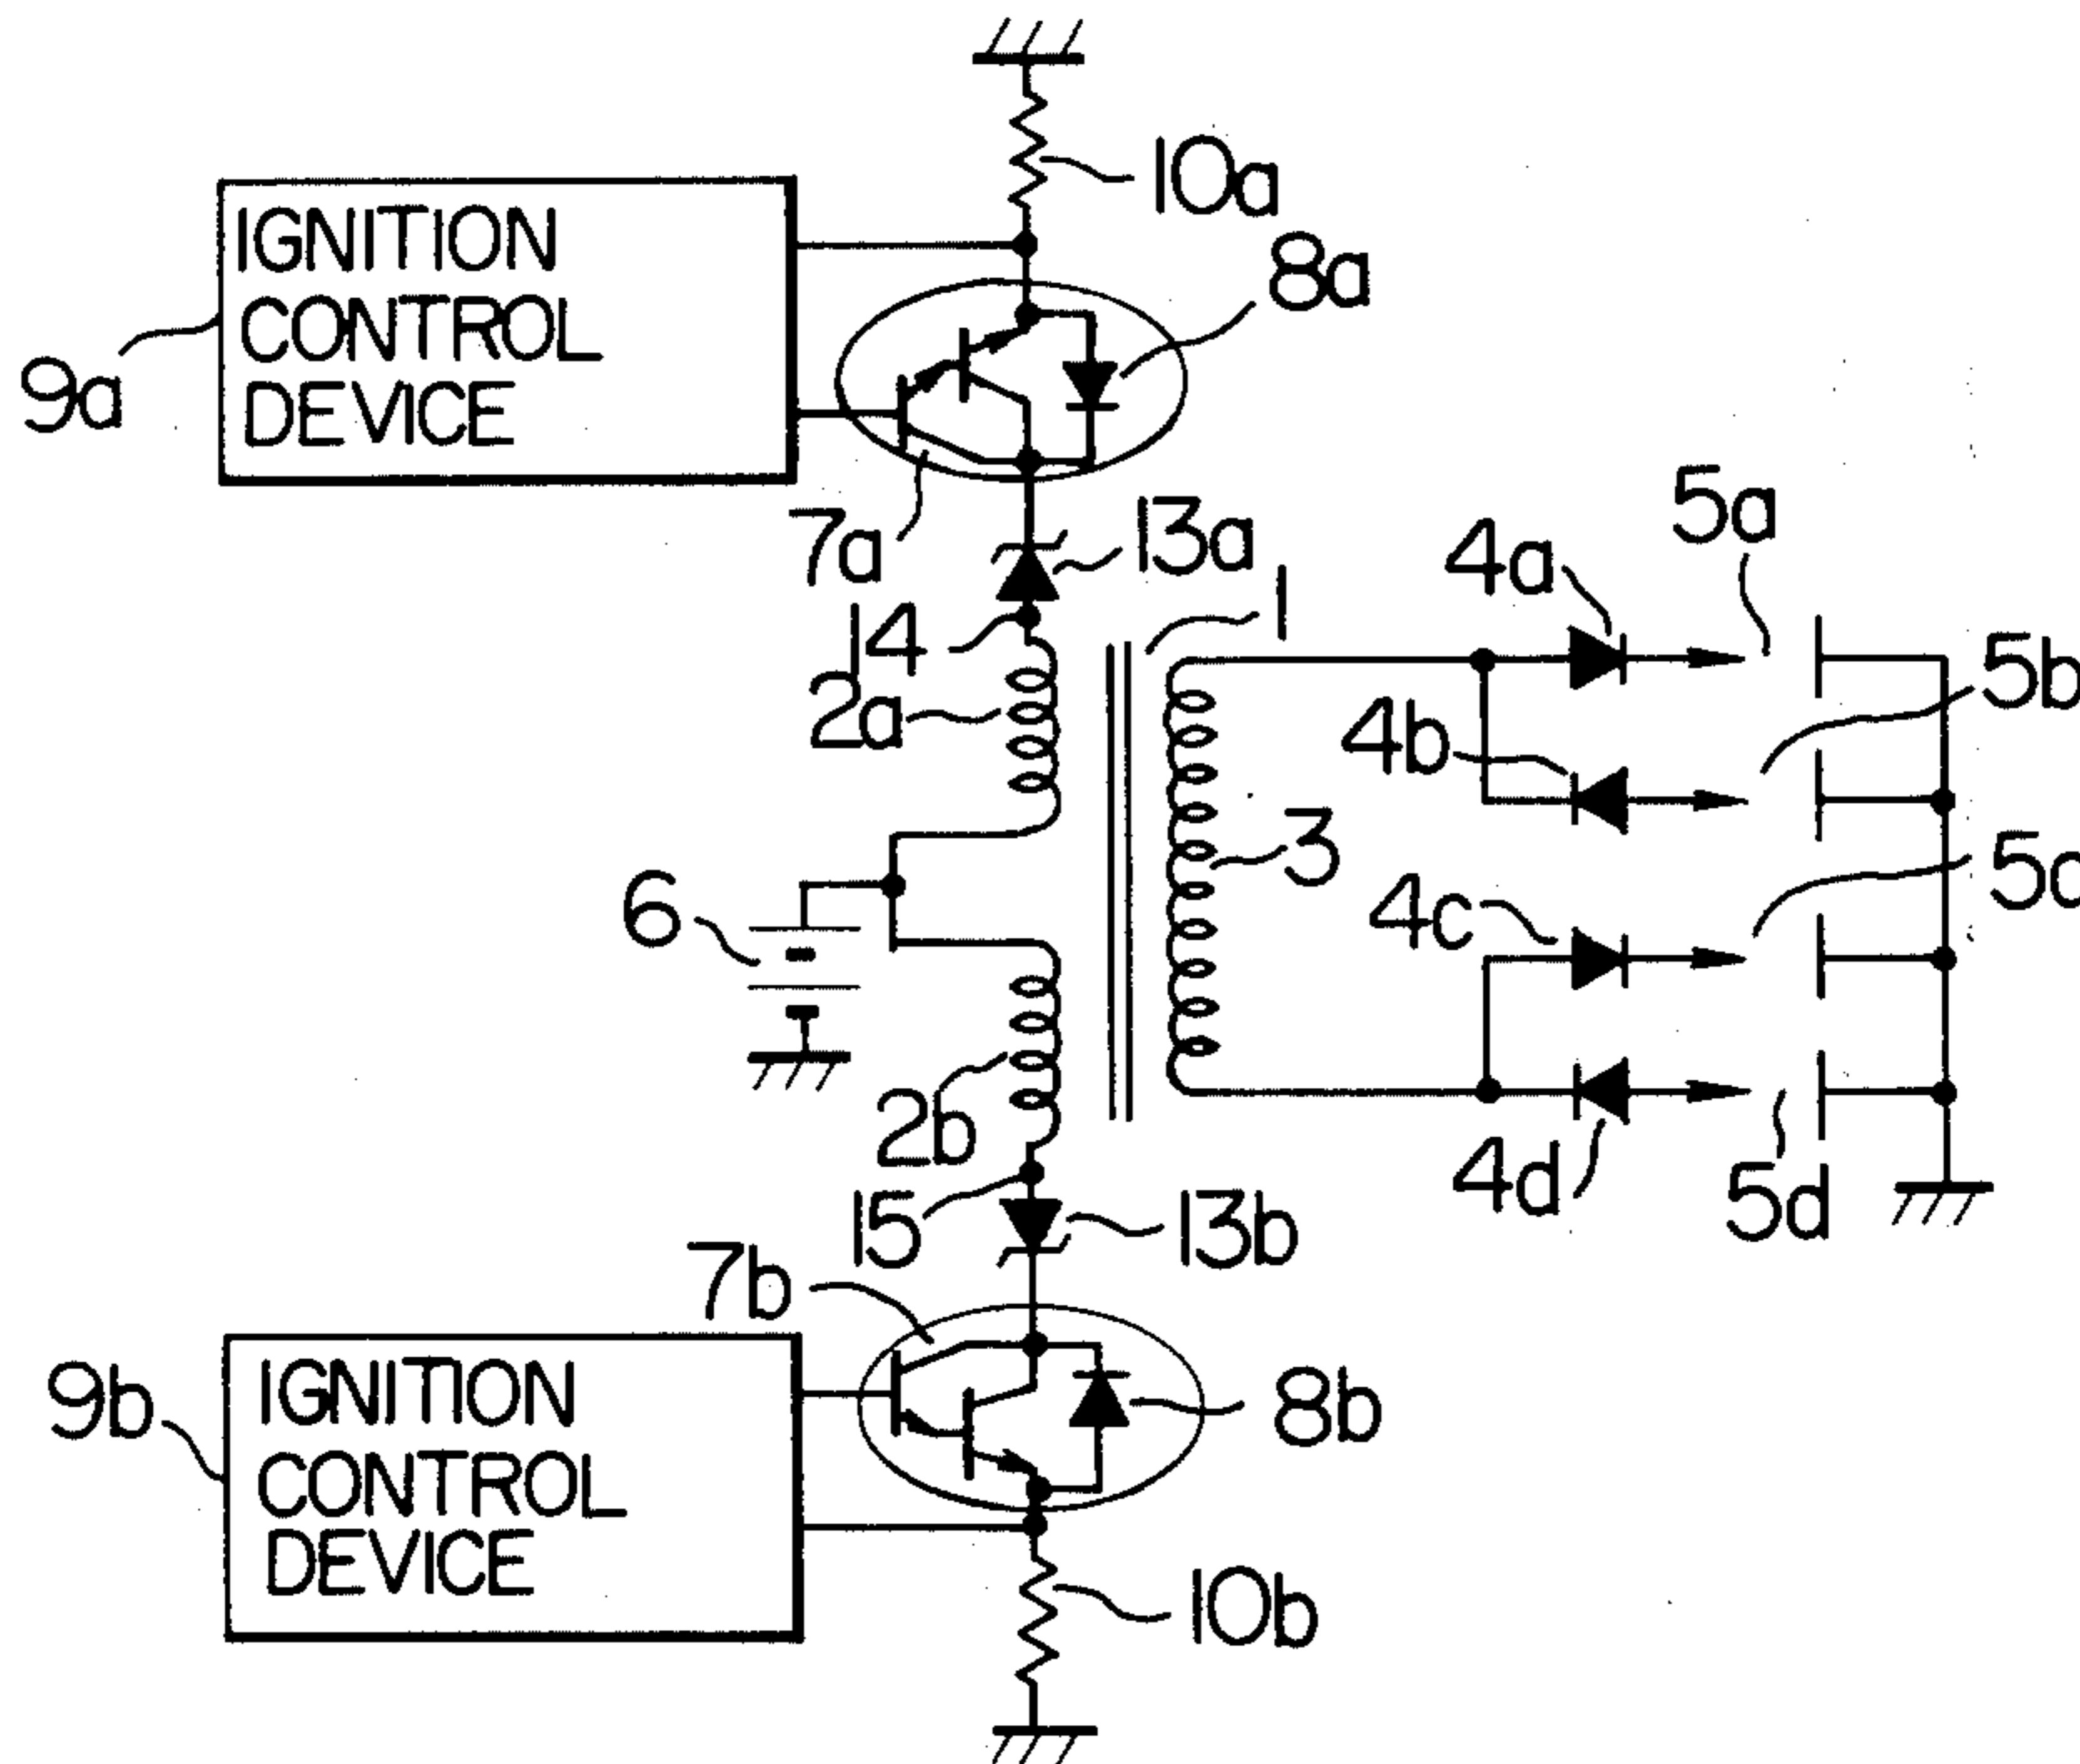 10a
IGNITION
CONTROL
DEVICE
8a
9a
7a
13a
1
5a
4a
14
2a
5b
4b
3
6
4c
2b
4d
5d
15
13b
7b
9b
IGNITION
CONTROL
DEVICE
8b
10b